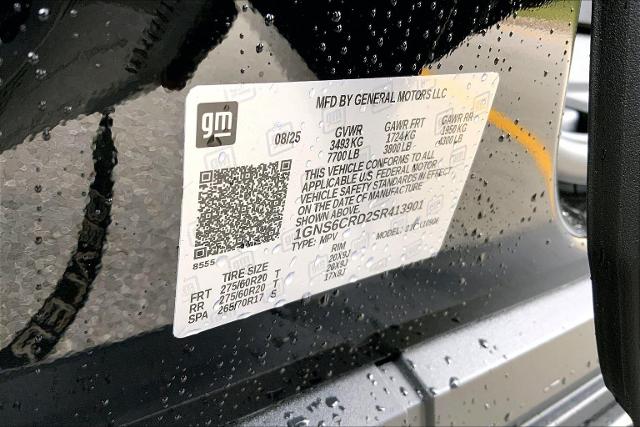 gm
MFD BY GENERAL MOTORS LLC
08/25 GVWR GAWR FRT GAWR RR
3493 KG 1724 KG 1950 KG
7700 LB 3800 LB 4300 LB
THIS VEHICLE CONFORMS TO ALL
APPLICABLE U.S. FEDERAL MOTOR
VEHICLE SAFETY STANDARDS IN EFFECT
ON THE DATE OF MANUFACTURE
SHOWN ABOVE.
1GNS6CRD2SR413901
TYPE: MPV MODEL:
8555
TIRE SIZE RIM
FRT 275/60R20 T 20X9J
RR 275/60R20 T 20X9J
SPA 265/70R17 S 17X8J